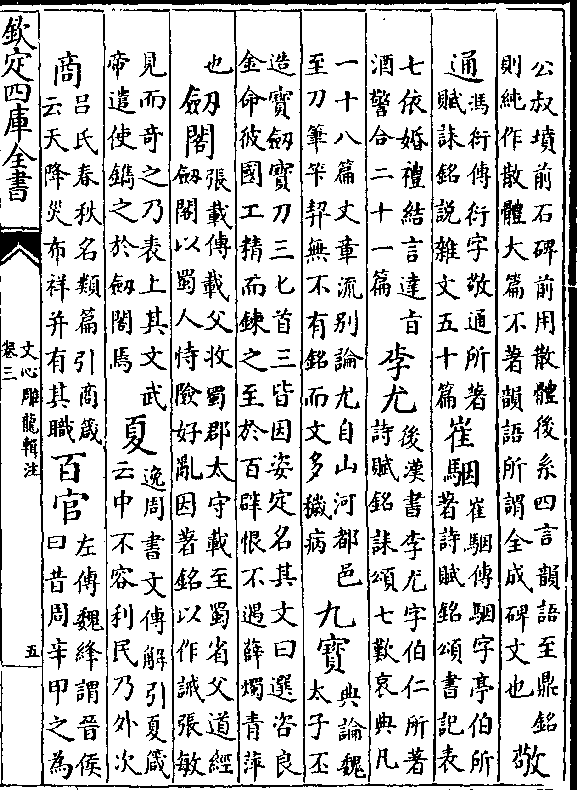 公叔墳前石碑前用散體後系四言韻語至鼎銘
則純作散體大篇不著韻語所謂全成碑文也
敬
通
馮衍傳衍字敬通所著
賦誄銘説雜文五十篇
崔駰
崔駰傳駰字亭伯所
著詩賦銘頌書記表
七依婚禮結言達旨
酒警合二十一篇
李尤
後漢書李尤字伯仁所著
詩賦銘誄頌七歎哀典凡
一十八篇文章流别論尤自山河都邑
至刀筆竿契無不有銘而文多穢病
九寳
典論魏
太子丕
造寳劒寳刀三匕首三皆因姿定名其文曰選咨良
金命彼國工精而鍊之至於百辟恨不遇薛燭青萍
也
劒閣
張載傳載父收蜀郡太守載至蜀省父道經
劒閣以蜀人恃險好亂因著銘以作誡張敏
見而竒之乃表上其文武
帝遣使鐫之於劒閣焉
夏
逸周書文傳解引夏箴
云中不容利民乃外次
商
吕氏春秋名類篇引商箴
云天降災布祥并有其職
百官
左傳魏絳謂晉侯
曰昔周辛甲之為
欽定四庫全書
文心雕龍輯注
卷三
五